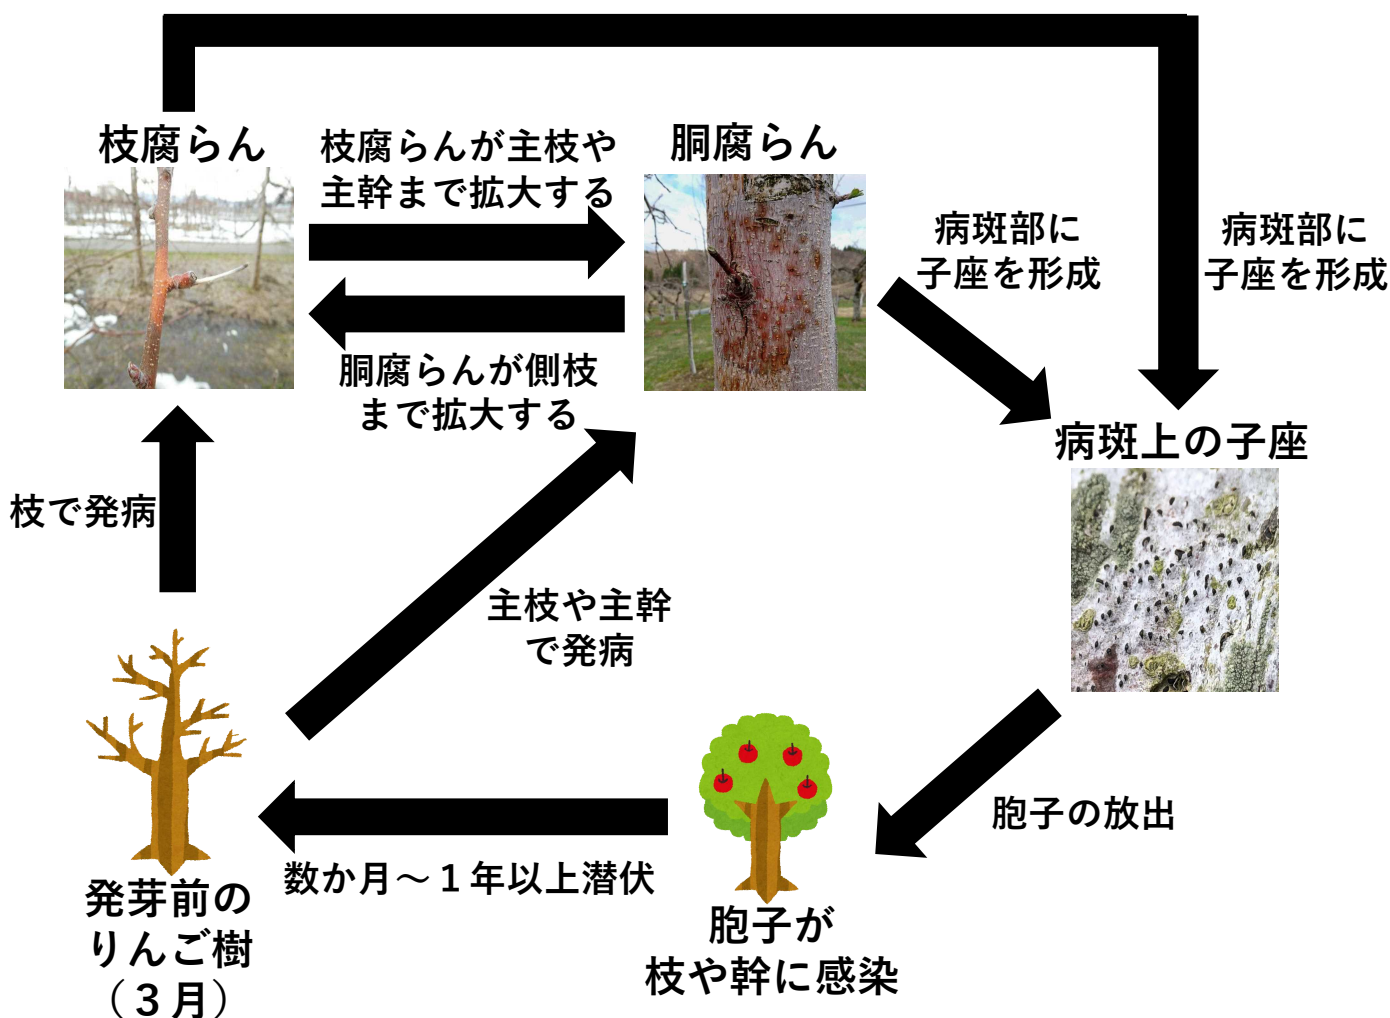 枝腐らん
枝腐らんが主枝や
主幹まで拡大する
胴腐らん
病斑部に
子座を形成
病斑部に
子座を形成
胴腐らんが側枝
まで拡大する
病斑上の子座
枝で発病
主枝や主幹
で発病
胞子の放出
数か月～１年以上潜伏
発芽前の
りんご樹
（３月）
胞子が
枝や幹に感染